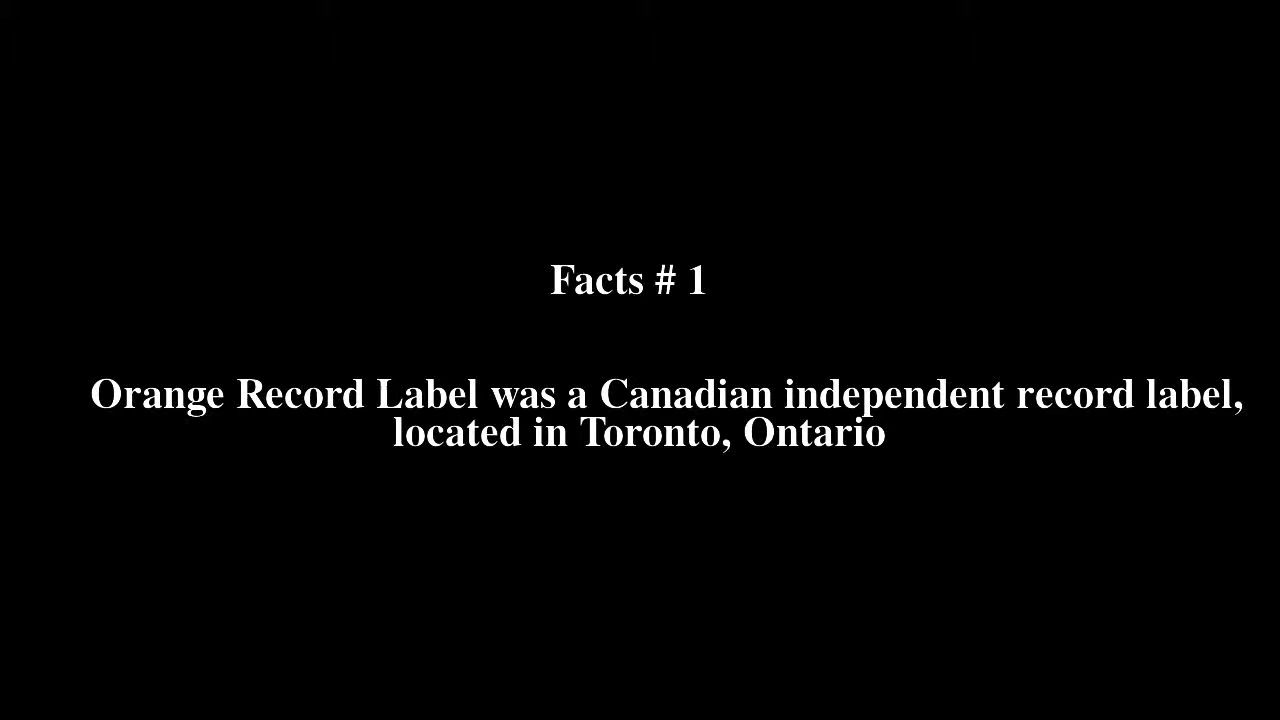 Facts # 1
Orange Record Label was a Canadian independent record label,
located in Toronto, Ontario